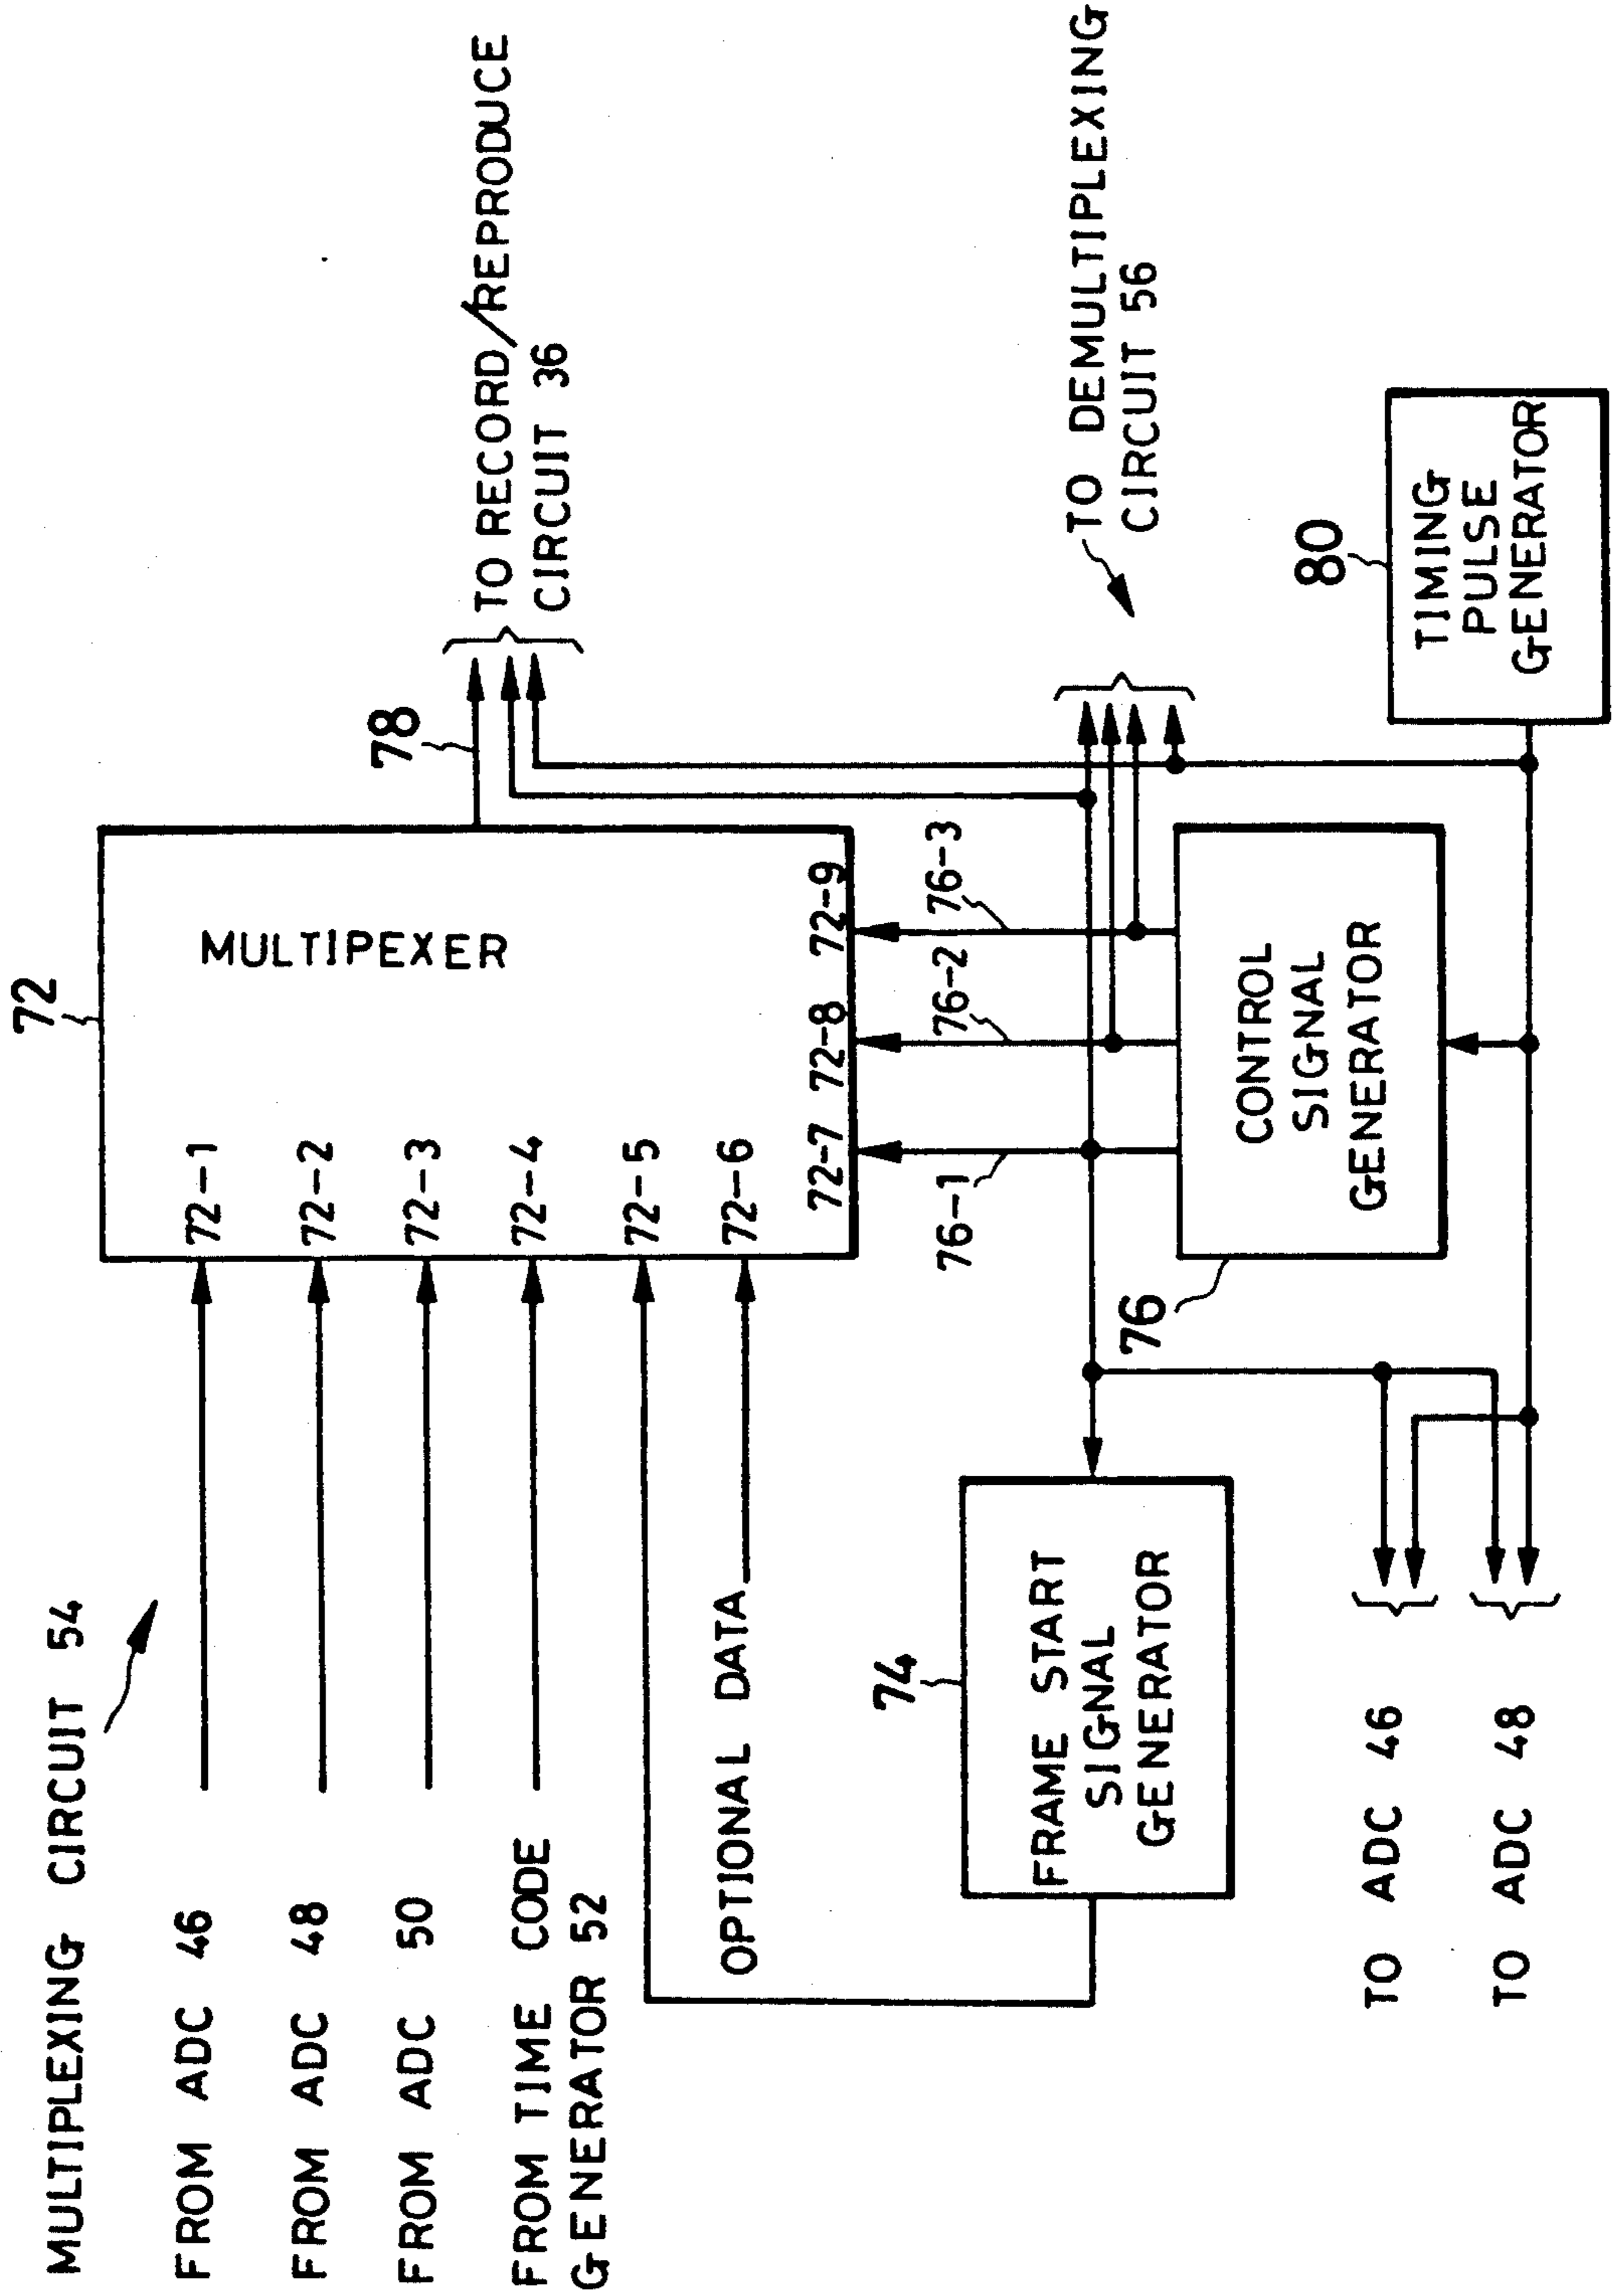 MULTIPLEXING CIRCUIT 54
72
FROM ADC 46
72-1
MULTIPEXER
FROM ADC 48
72-2
FROM ADC 50
72-3
FROM TIME CODE
GENERATOR 52
72-4
72-5
OPTIONAL DATA
72-6
72-7
72-8
72-9
78
TO RECORD/REPRODUCE
CIRCUIT 36
74
FRAME START
SIGNAL
GENERATOR
76-1
76-2
76-3
TO DEMULTIPLEXING
CIRCUIT 56
76
CONTROL
SIGNAL
GENERATOR
80
TIMING
PULSE
GENERATOR
TO ADC 46
TO ADC 48